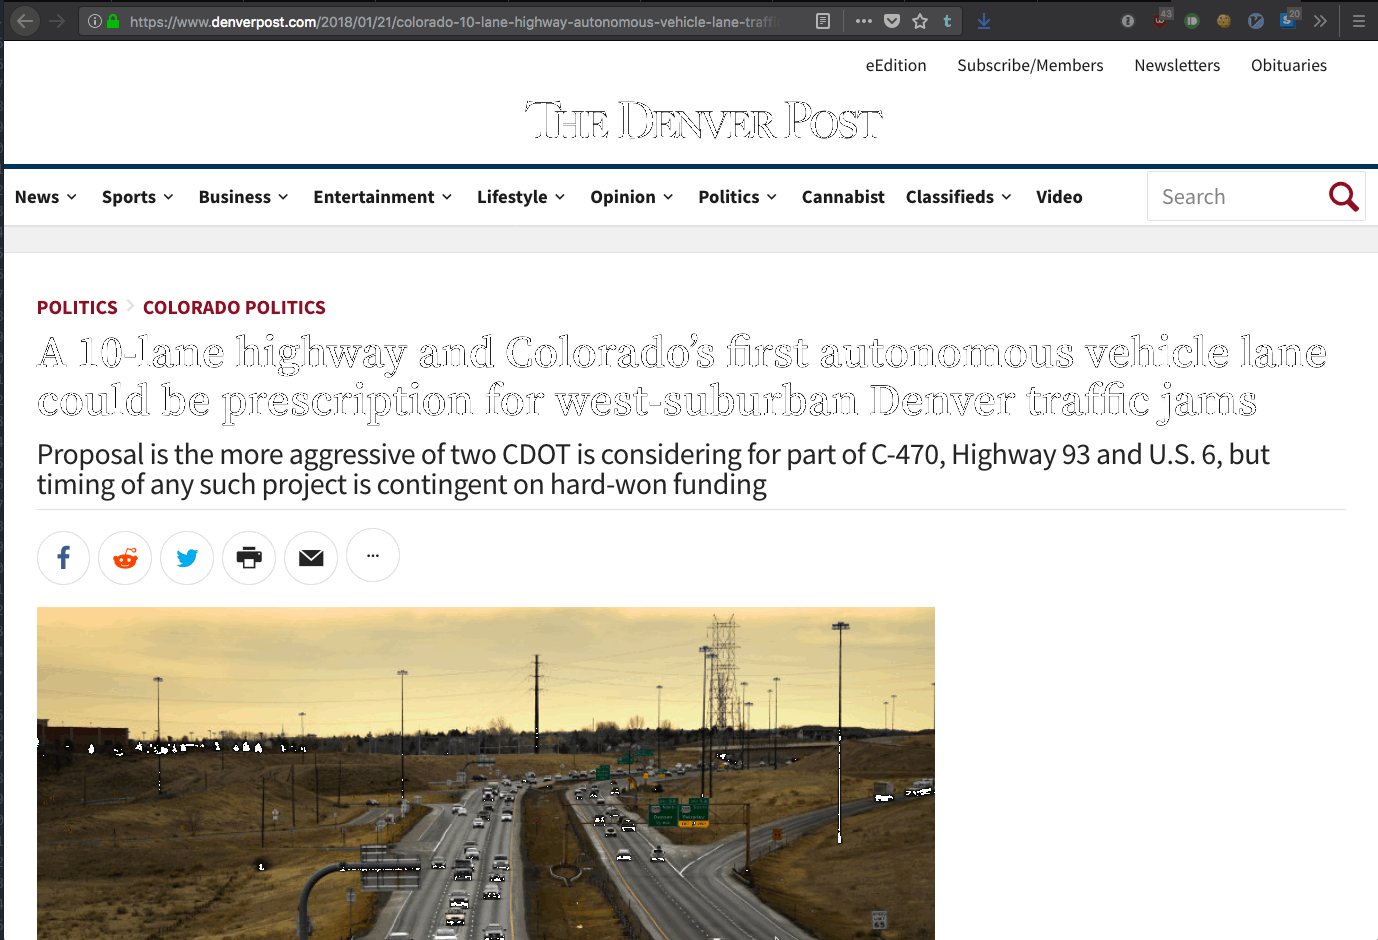 https://www.denverpost.com/2018/01/21/colorado-10-lane-highway-autonomous-vehicle-lane-traffi
43
20
eEdition Subscribe/Members Newsletters Obituaries
THE DENVER POST
News Sports Business Entertainment Lifestyle Opinion Politics Cannabist Classifieds Video Search
POLITICS COLORADO POLITICS
A 10-lane highway and Colorado’s first autonomous vehicle lane
could be prescription for west-suburban Denver traffic jams
Proposal is the more aggressive of two CDOT is considering for part of C-470, Highway 93 and U.S. 6, but
timing of any such project is contingent on hard-won funding